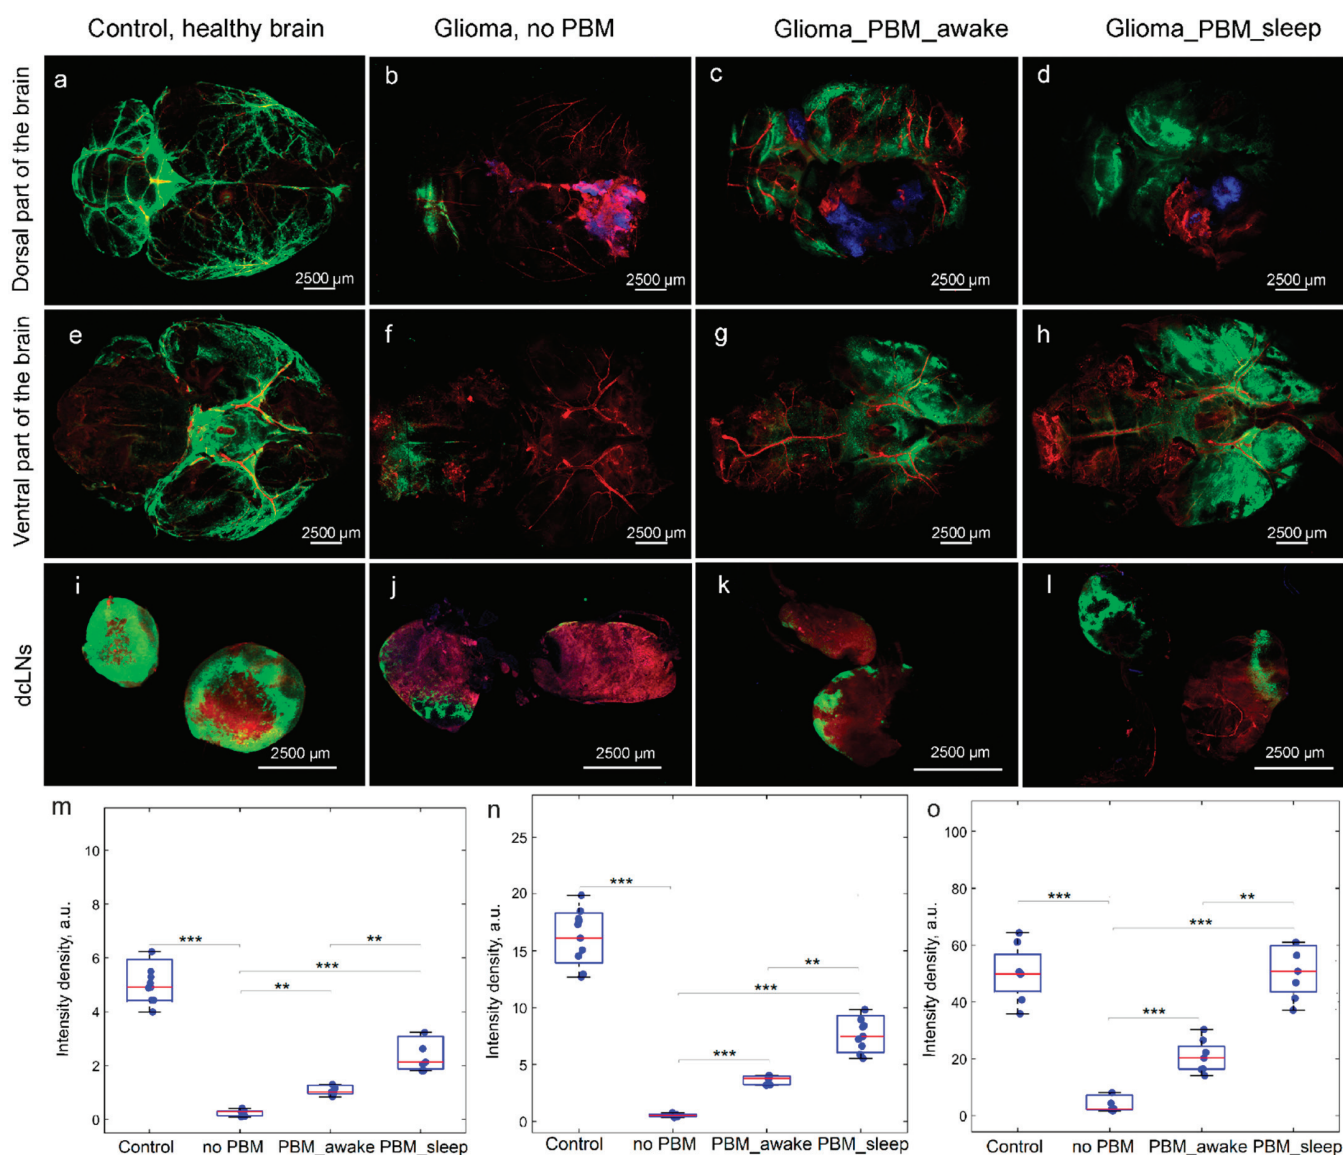 Control, healthy brain Glioma, no PBM Glioma_PBM_awake Glioma_PBM_sleep
Dorsal part of the brain
a b c d
2500 µm 2500 µm 2500 µm 2500 µm
Ventral part of the brain
e f g h
2500 µm 2500 µm 2500 µm 2500 µm
dcLNs
i j k l
2500 µm 2500 µm 2500 µm 2500 µm
m
Intensity density, a.u.
10
8
6
4
2
0
*** **
***
**
Control no PBM PBM_awake PBM_sleep
n
Intensity density, a.u.
25
20
15
10
5
0
***
**
***
***
Control no PBM PBM_awake PBM_sleep
o
Intensity density, a.u.
100
80
60
40
20
0
*** **
***
***
Control no PBM PBM_awake PBM_sleep